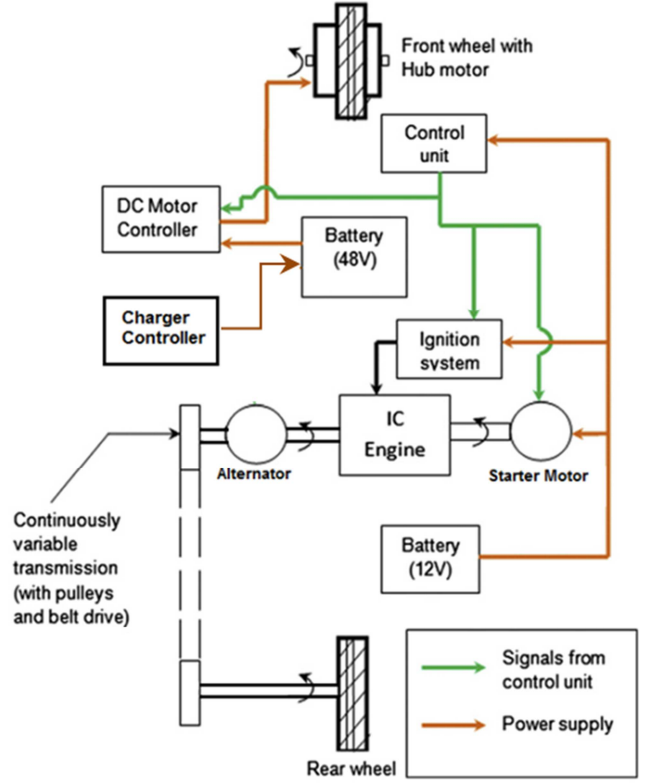 Front wheel with
Hub motor
Control
unit
DC Motor
Controller
Battery
(48V)
Charger
Controller
Ignition
system
IC
Engine
Alternator
Starter Motor
Continuously
variable
transmission
(with pulleys
and belt drive)
Battery
(12V)
Signals from
control unit
Power supply
Rear wheel